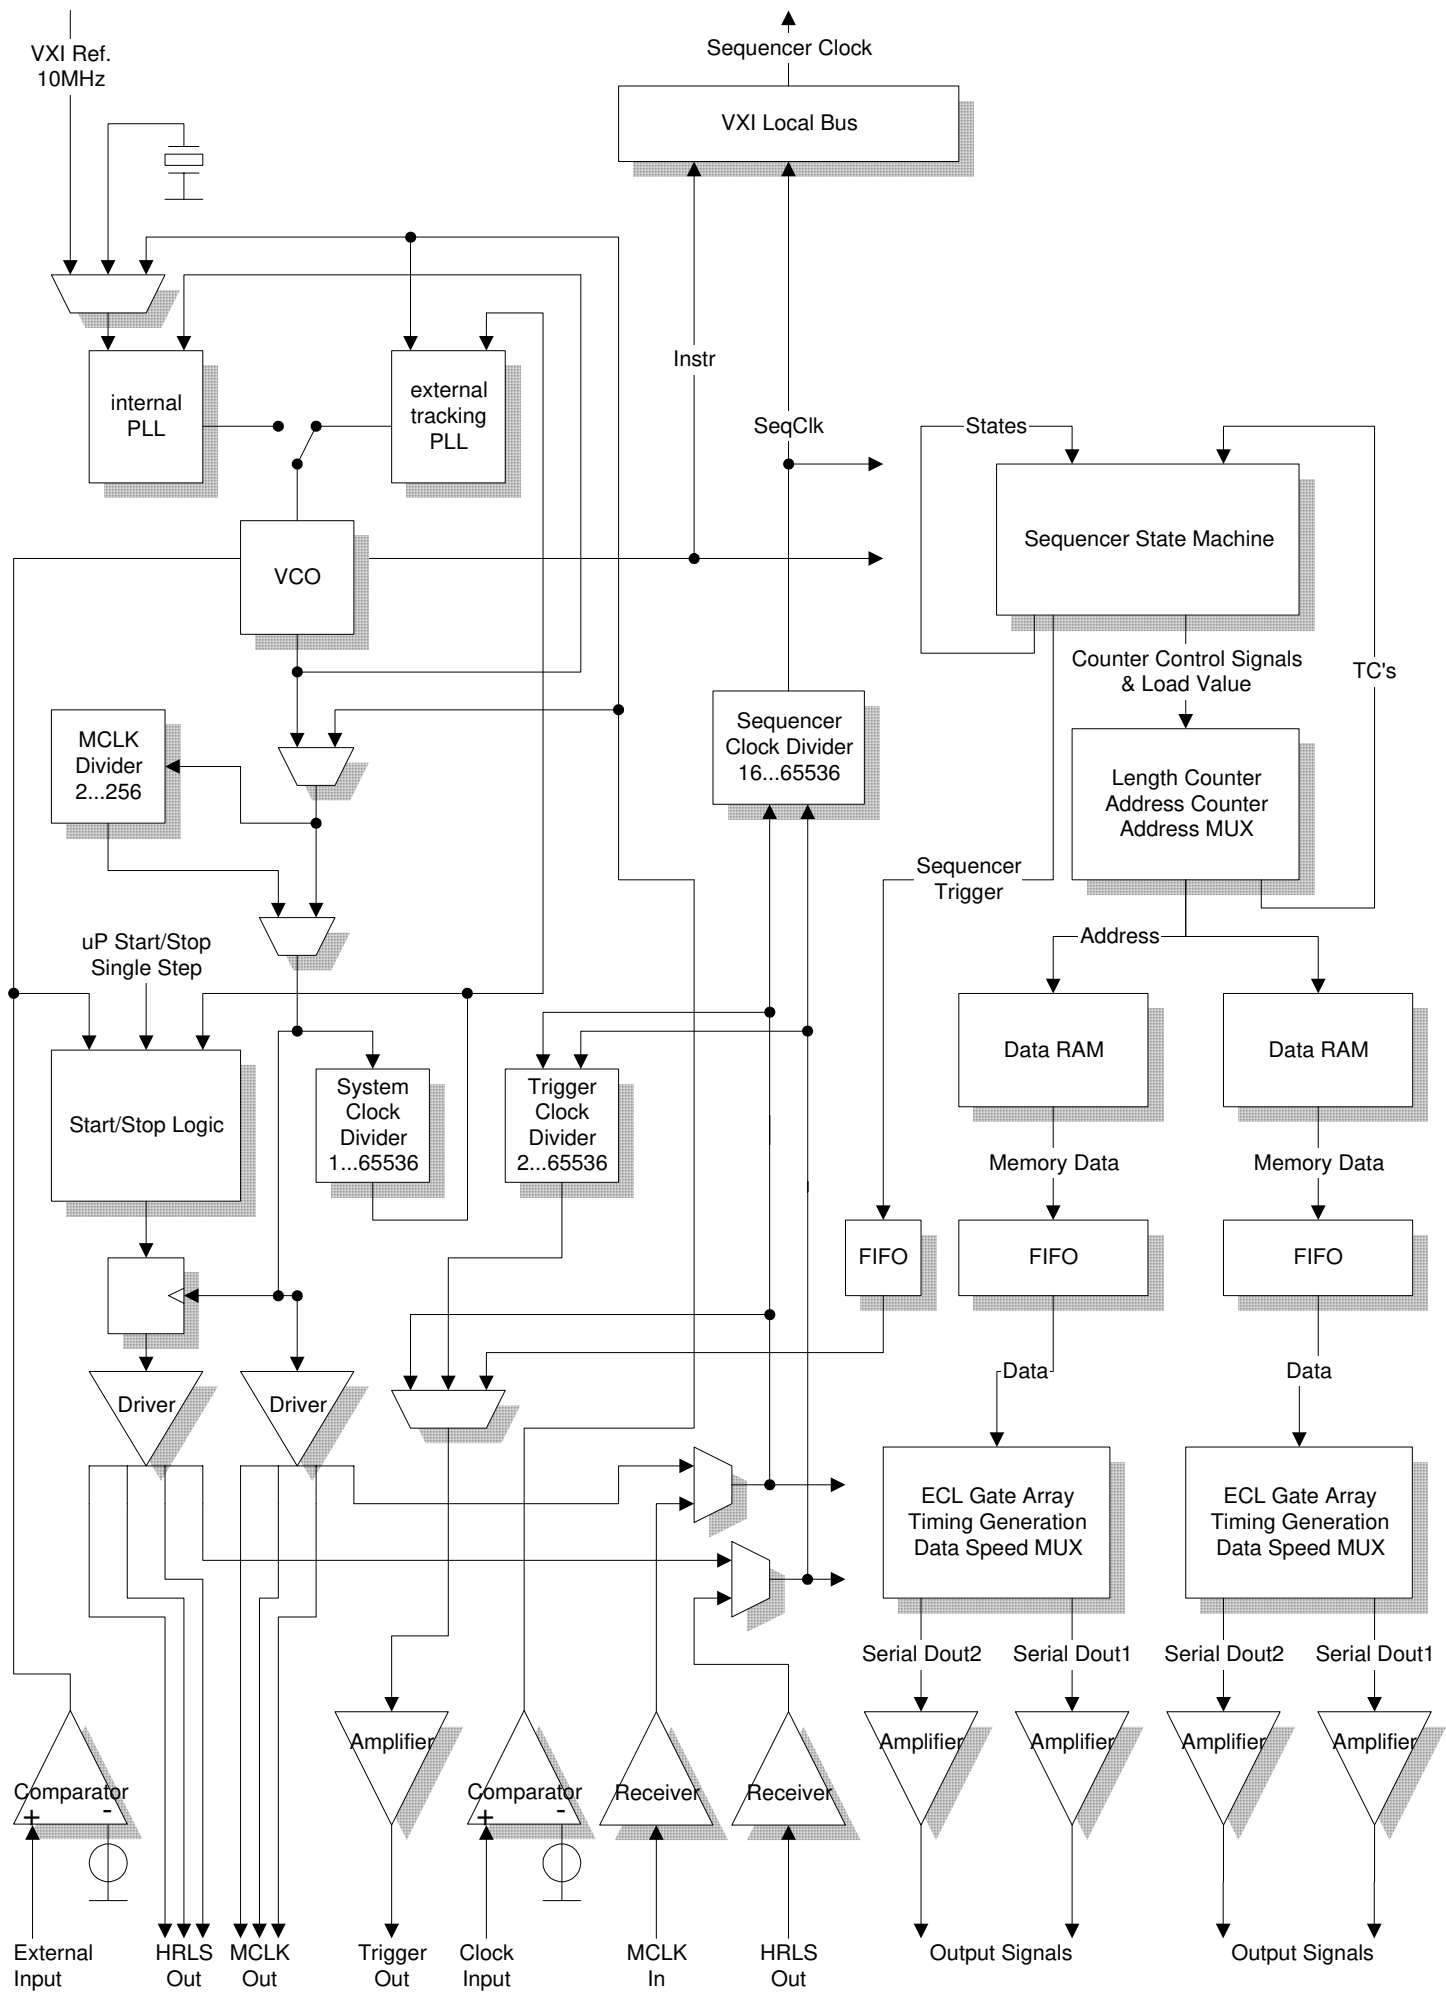 Sequencer Clock
VXI Ref.
10MHz
VXI Local Bus
Instr
internal
PLL
external
tracking
PLL
SeqClk
States
Sequencer State Machine
VCO
Counter Control Signals
& Load Value
TC's
MCLK
Divider
2...256
Sequencer
Clock Divider
16...65536
Length Counter
Address Counter
Address MUX
Sequencer
Trigger
uP Start/Stop
Single Step
Address
Start/Stop Logic
System
Clock
Divider
1...65536
Trigger
Clock
Divider
2...65536
Data RAM
Data RAM
Memory Data
Memory Data
FIFO
FIFO
FIFO
Data
Data
Driver
Driver
ECL Gate Array
Timing Generation
Data Speed MUX
ECL Gate Array
Timing Generation
Data Speed MUX
Serial Dout2
Serial Dout1
Serial Dout2
Serial Dout1
Comparator
+ -
Amplifier
Comparator
+ -
Receiver
Receiver
Amplifier
Amplifier
Amplifier
Amplifier
External
Input
HRLS
Out
MCLK
Out
Trigger
Out
Clock
Input
MCLK
In
HRLS
Out
Output Signals
Output Signals